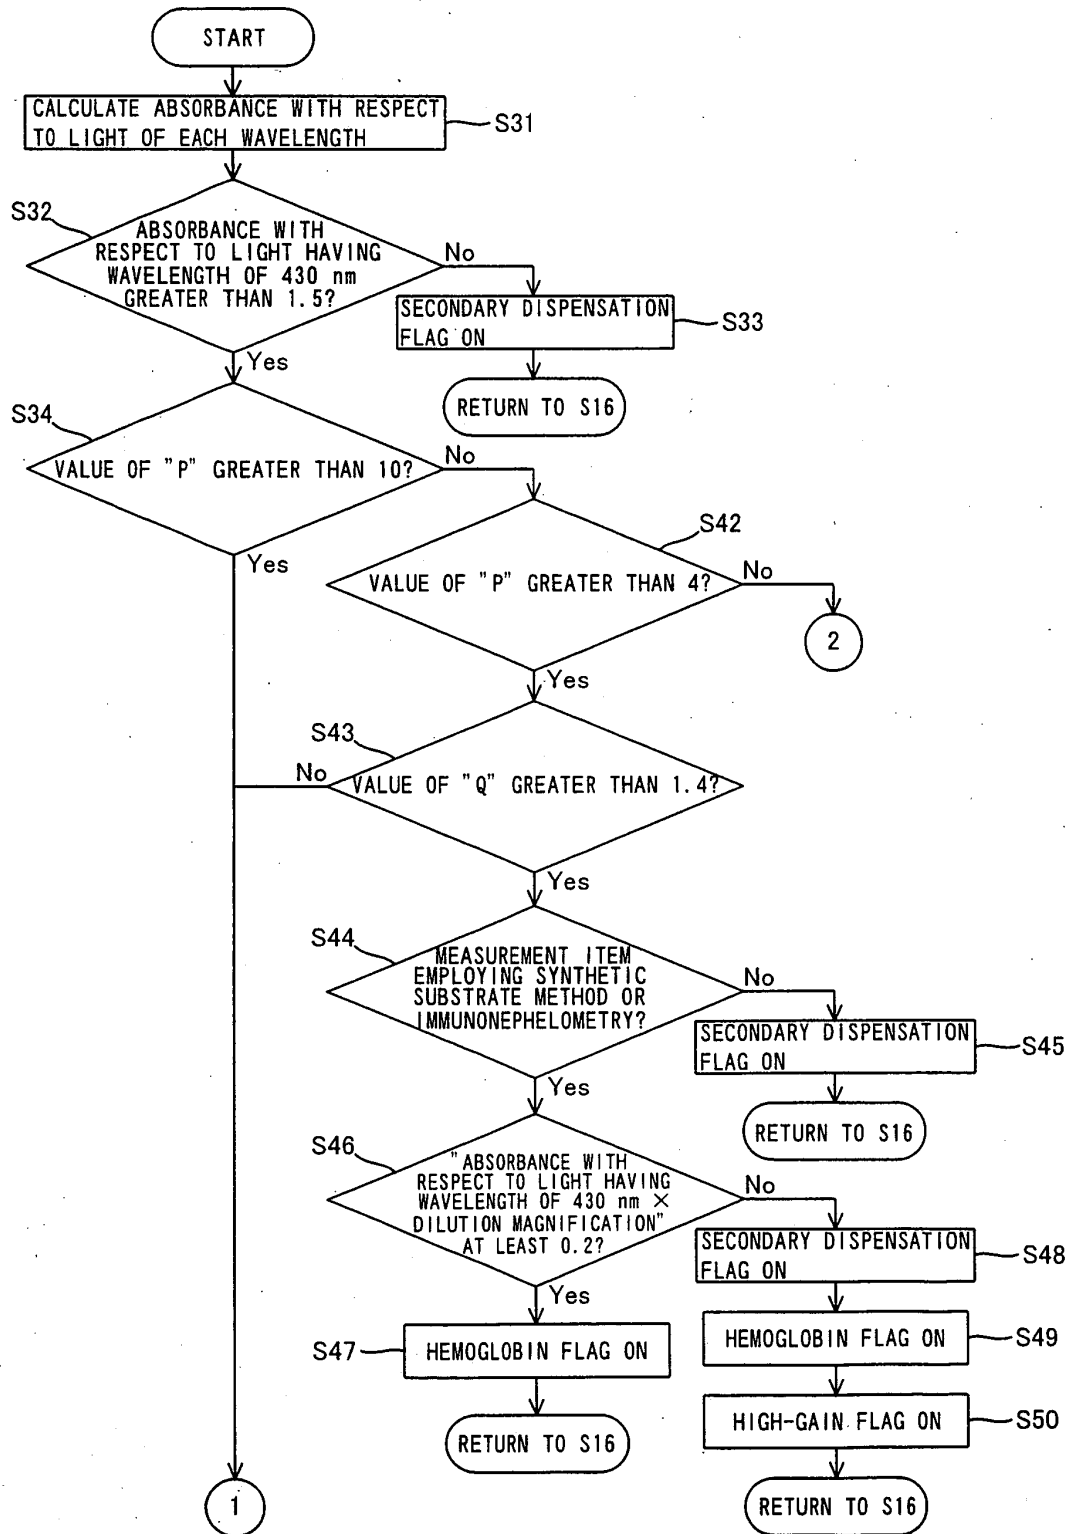 START
CALCULATE ABSORBANCE WITH RESPECT
TO LIGHT OF EACH WAVELENGTH
S31
S32
ABSORBANCE WITH
RESPECT TO LIGHT HAVING
WAVELENGTH OF 430 nm
GREATER THAN 1.5?
No
SECONDARY DISPENSATION
FLAG ON
S33
Yes
RETURN TO S16
S34
VALUE OF "P" GREATER THAN 10?
No
Yes
S42
VALUE OF "P" GREATER THAN 4?
No
2
Yes
S43
No
VALUE OF "Q" GREATER THAN 1.4?
Yes
S44
MEASUREMENT ITEM
EMPLOYING SYNTHETIC
SUBSTRATE METHOD OR
IMMUNONEPHELOMETRY?
No
SECONDARY DISPENSATION
FLAG ON
S45
Yes
RETURN TO S16
S46
"ABSORBANCE WITH
RESPECT TO LIGHT HAVING
WAVELENGTH OF 430 nm ×
DILUTION MAGNIFICATION"
AT LEAST 0.2?
No
SECONDARY DISPENSATION
FLAG ON
S48
Yes
S47
HEMOGLOBIN FLAG ON
HEMOGLOBIN FLAG ON
S49
HIGH-GAIN FLAG ON
S50
RETURN TO S16
RETURN TO S16
1